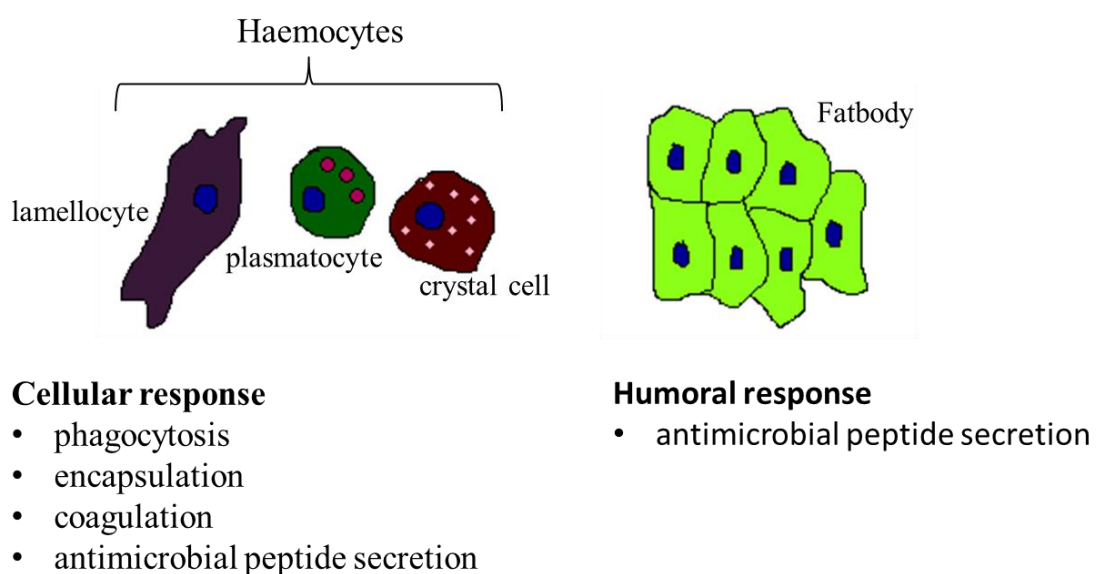 Haemocytes
Fatbody
lamellocyte
plasmatocyte
crystal cell
Cellular response
• phagocytosis
• encapsulation
• coagulation
• antimicrobial peptide secretion
Humoral response
• antimicrobial peptide secretion